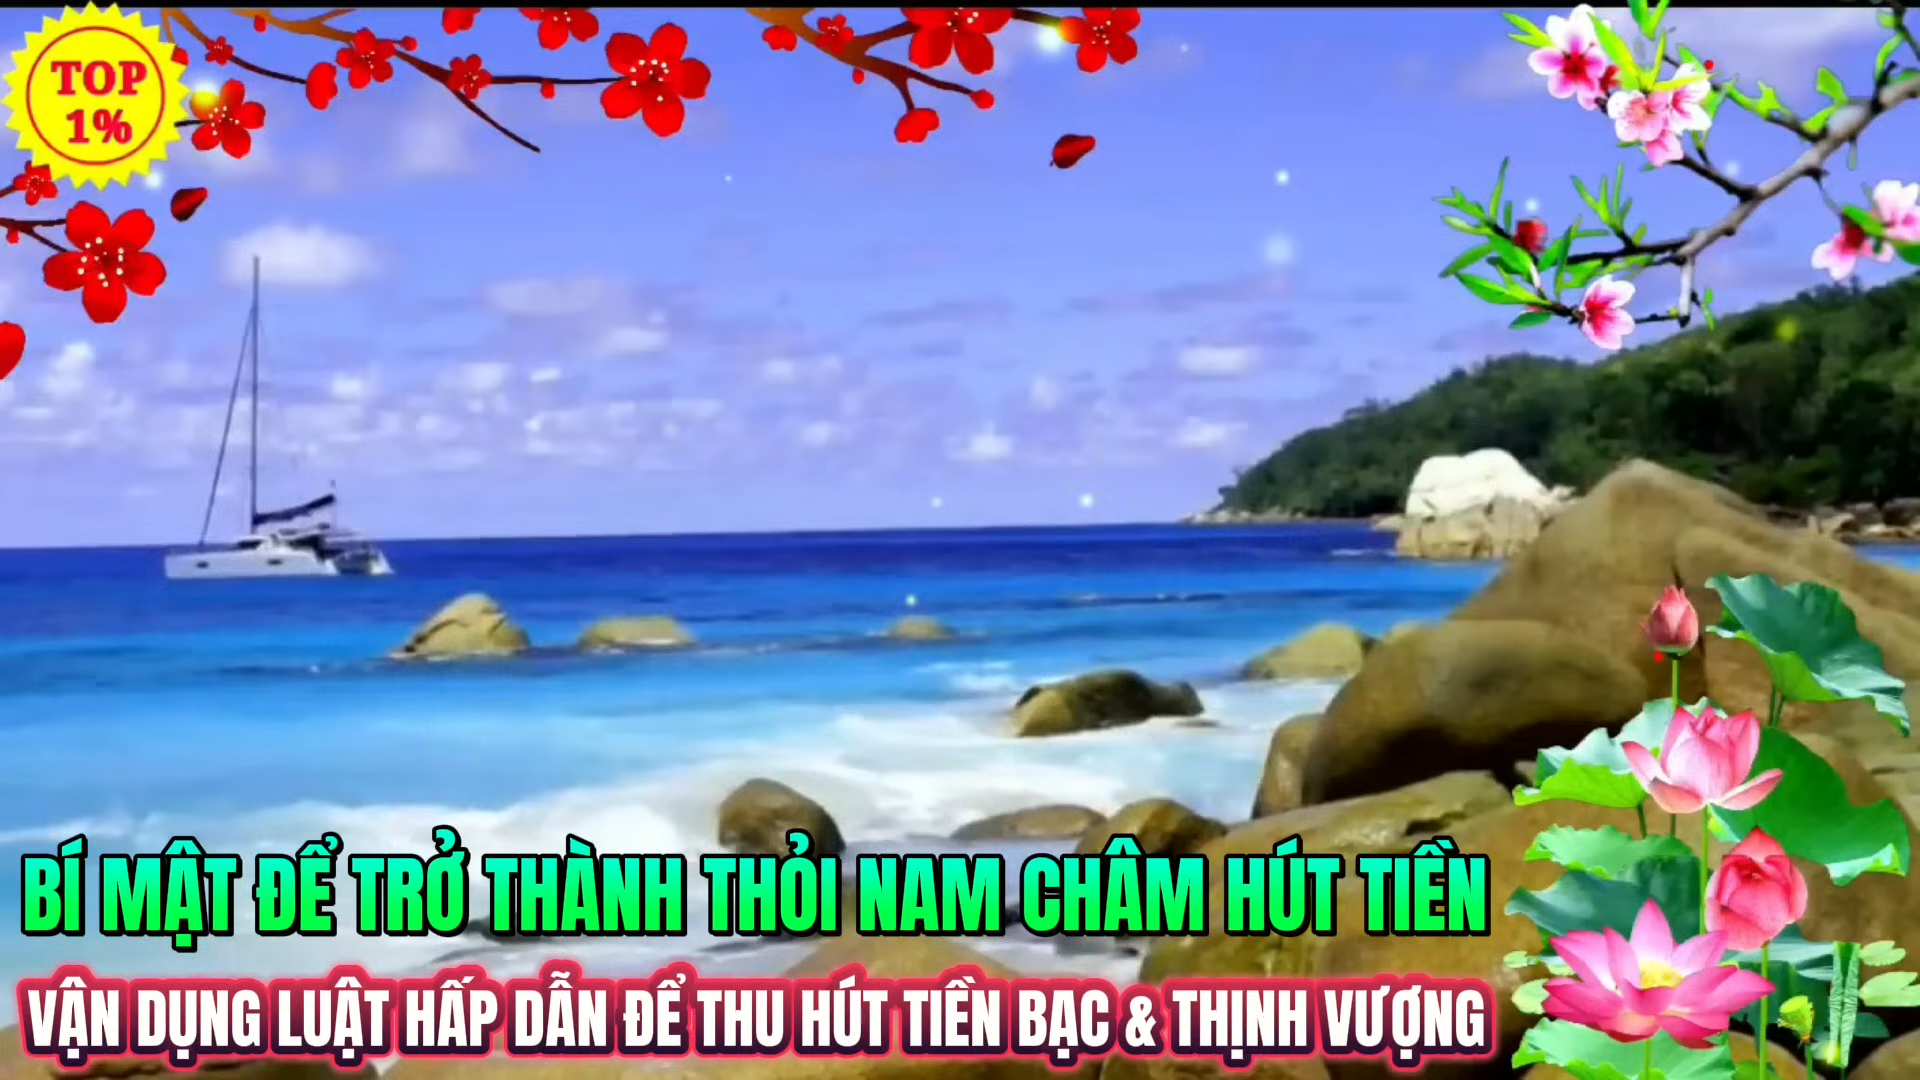 TOP
1%
BÍ MẬT ĐỂ TRỞ THÀNH THỎI NAM CHÂM HÚT TIỀN
VẬN DỤNG LUẬT HẤP DẪN ĐỂ THU HÚT TIỀN BẠC & THỊNH VƯỢNG